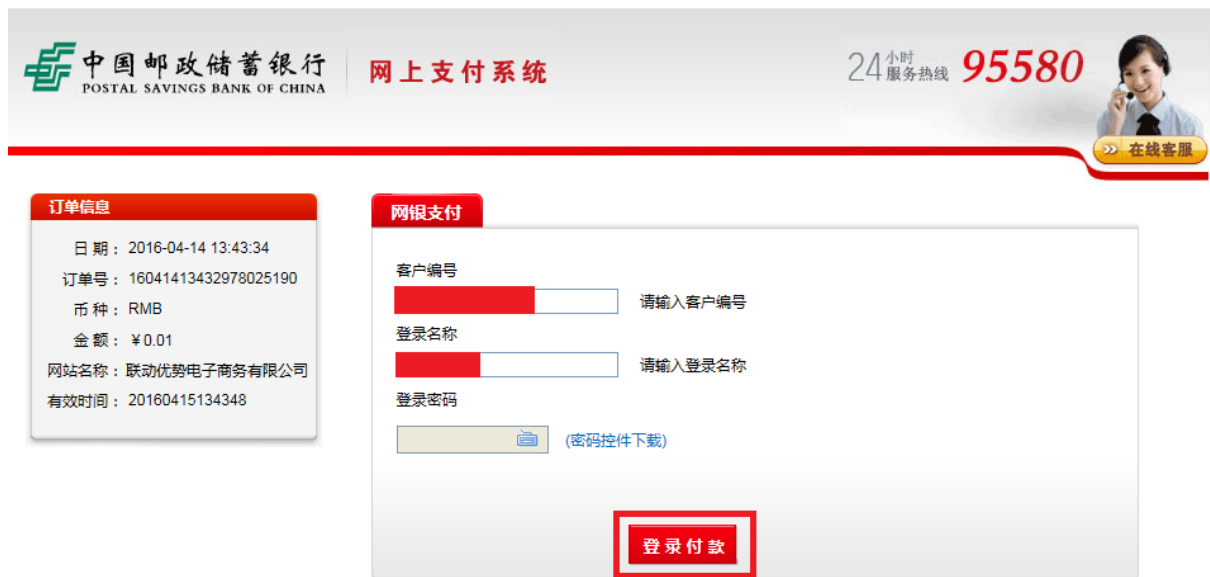 中国邮政储蓄银行
POSTAL SAVINGS BANK OF CHINA
网上支付系统
24小时服务热线 95580
在线客服
订单信息
日 期： 2016-04-14 13:43:34
订单号： 16041413432978025190
币 种： RMB
金 额： ￥0.01
网站名称： 联动优势电子商务有限公司
有效时间： 20160415134348
网银支付
客户编号
请输入客户编号
登录名称
请输入登录名称
登录密码
(密码控件下载)
登录付款